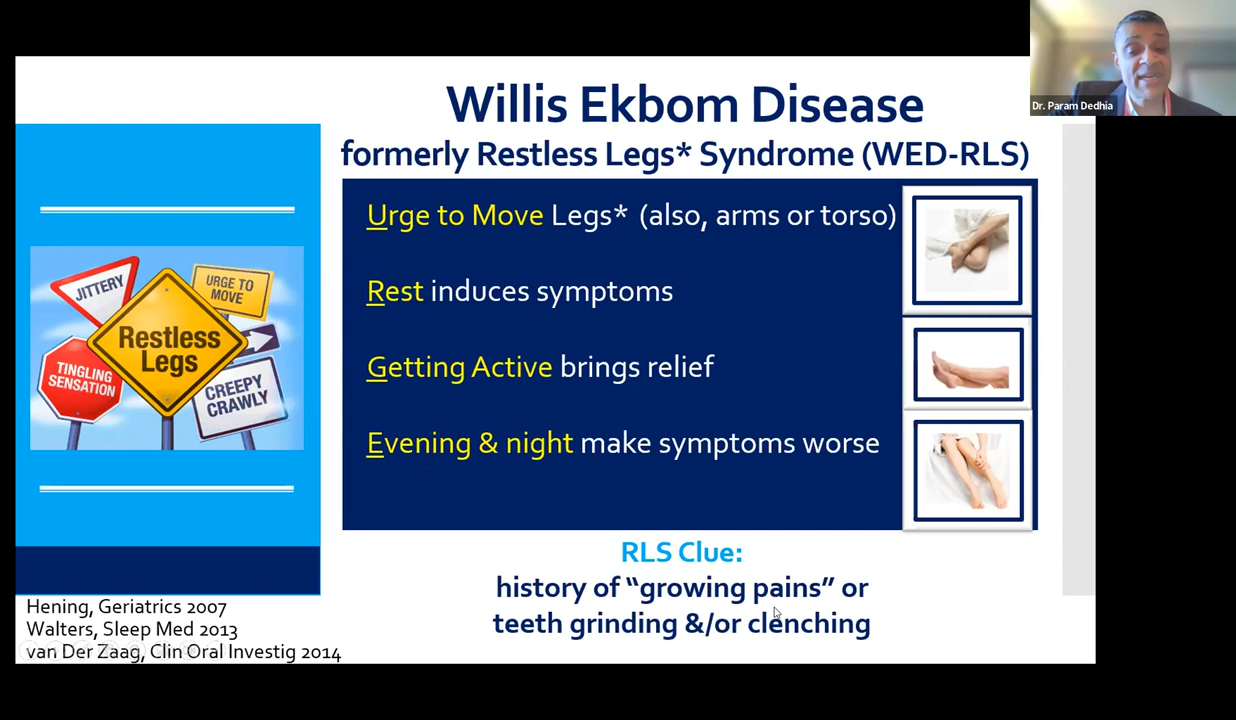 Willis Ekbom Disease
formerly Restless Legs* Syndrome (WED-RLS)
Dr. Param Dedhia
Urge to Move Legs* (also, arms or torso)
Rest induces symptoms
Getting Active brings relief
Evening & night make symptoms worse
JITTERY
URGE TO
MOVE
Restless
Legs
TINGLING
SENSATION
CREEPY
CRAWLY
RLS Clue:
history of “growing pains” or
teeth grinding &/or clenching
Hening, Geriatrics 2007
Walters, Sleep Med 2013
van Der Zaag, Clin Oral Investig 2014